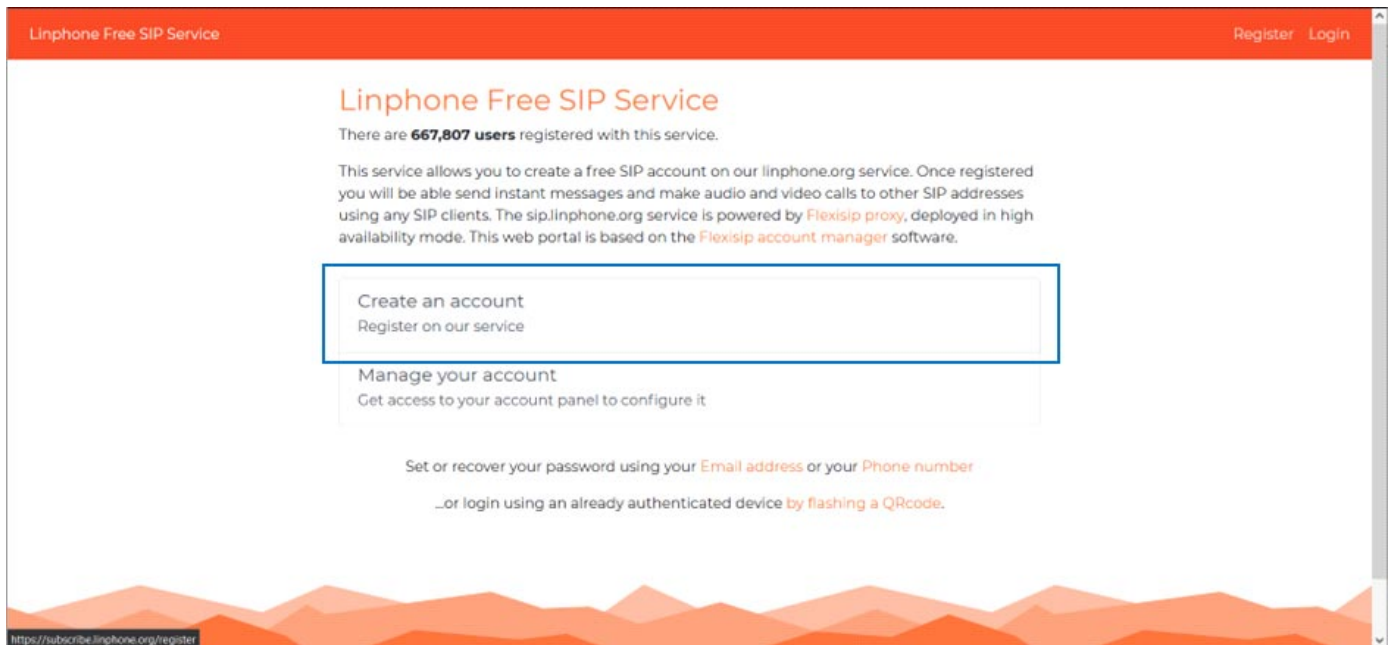 Linphone Free SIP Service
Register Login
Linphone Free SIP Service
There are 667,807 users registered with this service.
This service allows you to create a free SIP account on our linphone.org service. Once registered
you will be able send instant messages and make audio and video calls to other SIP addresses
using any SIP clients. The sip.linphone.org service is powered by Flexisip proxy, deployed in high
availability mode. This web portal is based on the Flexisip account manager software.
Create an account
Register on our service
Manage your account
Get access to your account panel to configure it
Set or recover your password using your Email address or your Phone number
...or login using an already authenticated device by flashing a QRcode.
https://subscribe.linphone.org/register